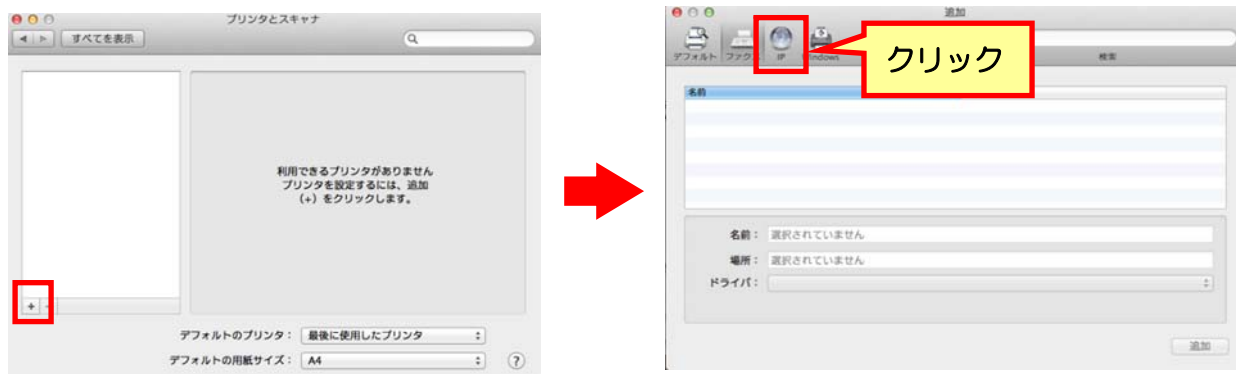 プリンタとスキャナ
すべてを表示
利用できるプリンタがありません
プリンタを設定するには、追加
（+）をクリックします。
+ -
デフォルトのプリンタ： 最後に使用したプリンタ
デフォルトの用紙サイズ： A4
?
追加
デフォルト ファクス IP Windows 検索
クリック
名前
名前： 選択されていません
場所： 選択されていません
ドライバ：
追加